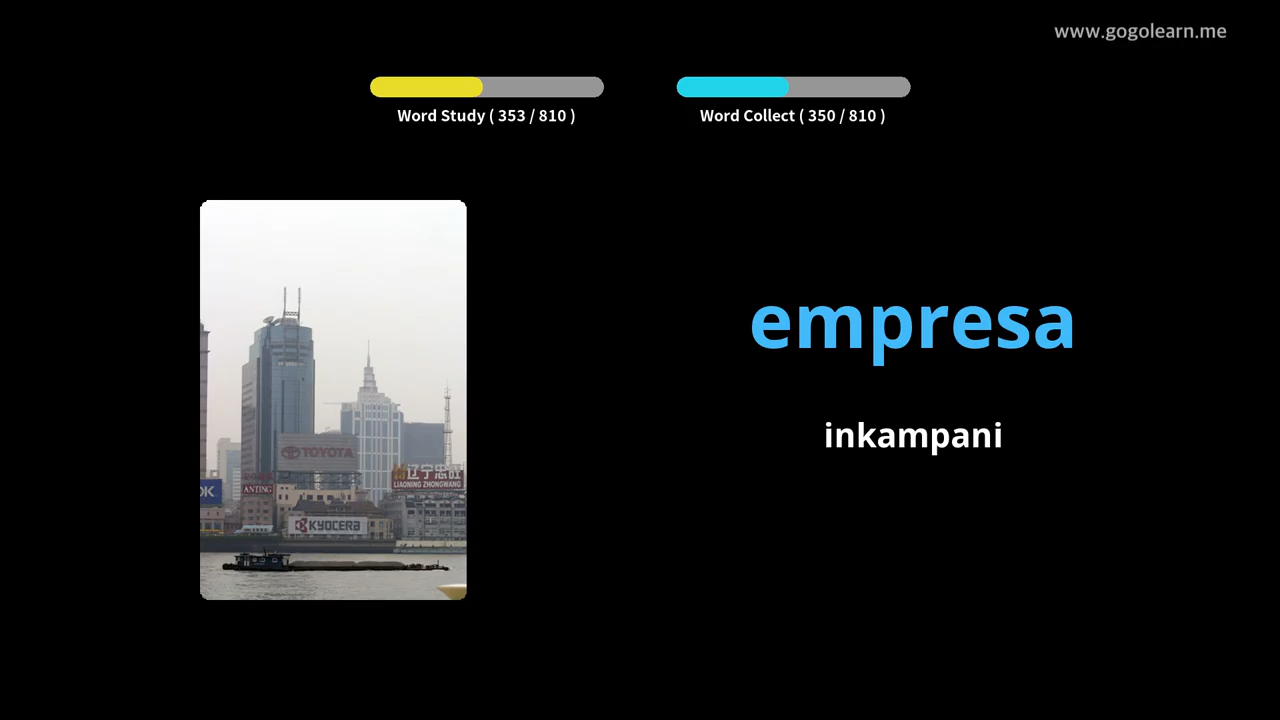 www.gogolearn.me
Word Study ( 353 / 810 )
Word Collect ( 350 / 810 )
empresa
inkampani
TOYOTA
辽宁忠旺
LIAONING ZHONGWANG
OK
ANTING
KYOCERA